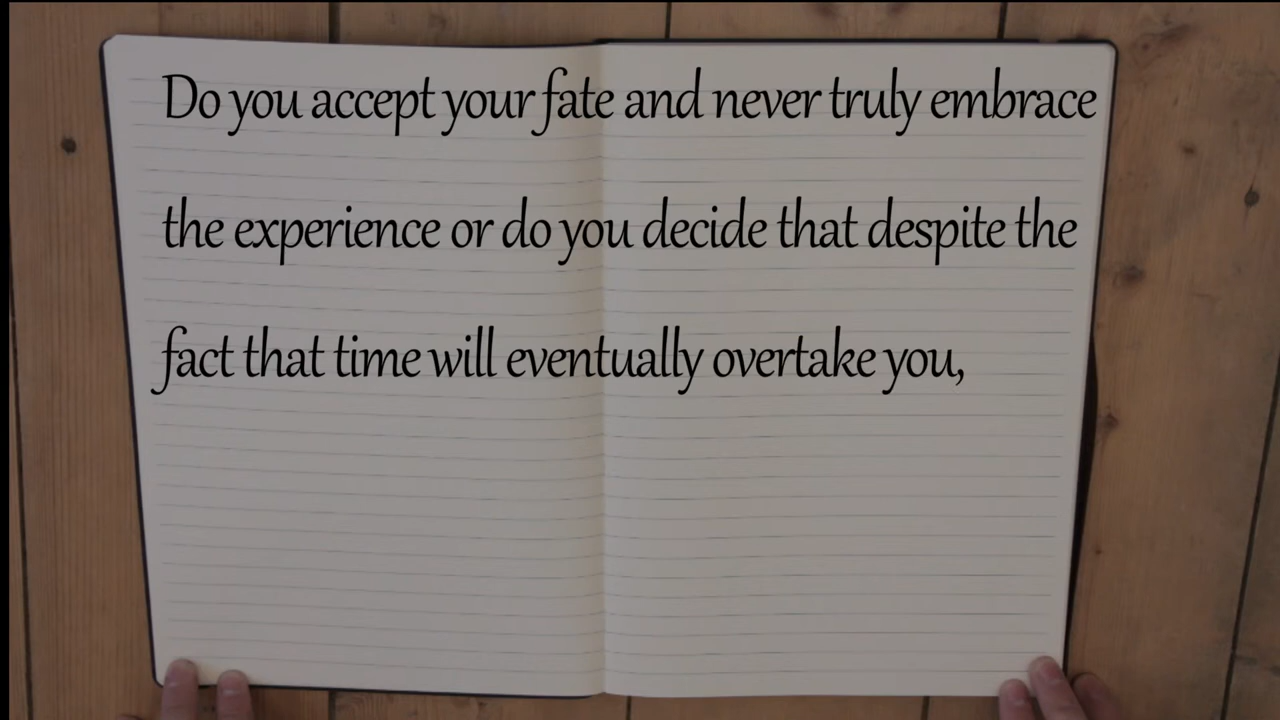 Do you accept your fate and never truly embrace
the experience or do you decide that despite the
fact that time will eventually overtake you,